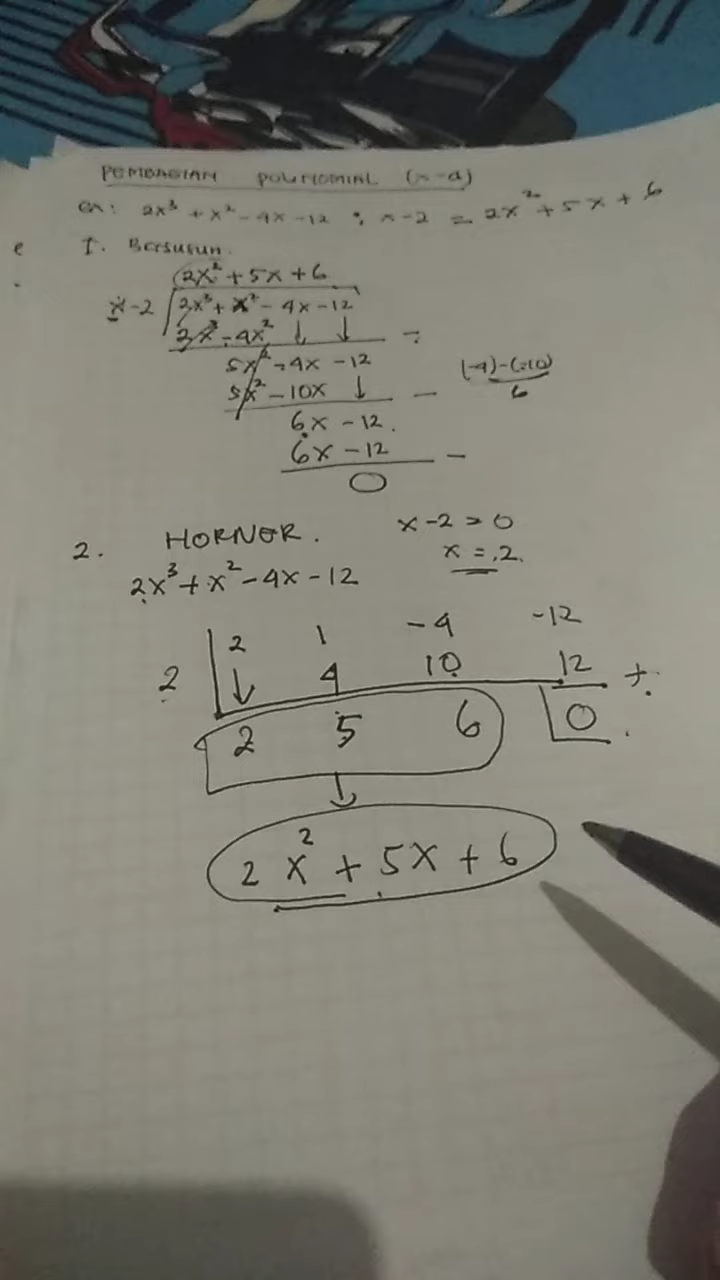 PEMBAGIAN POLINOMIAL (x-a)
ex: 2x³ + x² - 4x - 12 : x - 2 = 2x² + 5x + 6
1. Bersusun.
2x² + 5x + 6
x-2 2x³ + x² - 4x - 12
2x³ - 4x² -
5x² - 4x - 12
5x² - 10x - (-4)-(-10)
6x - 12. 6
6x - 12 -
0
2. HORNER. x-2 = 0
2x³ + x² - 4x - 12 x = 2
2 1 -4 -12
2 4 10 12 +
2 5 6 0
2x² + 5x + 6